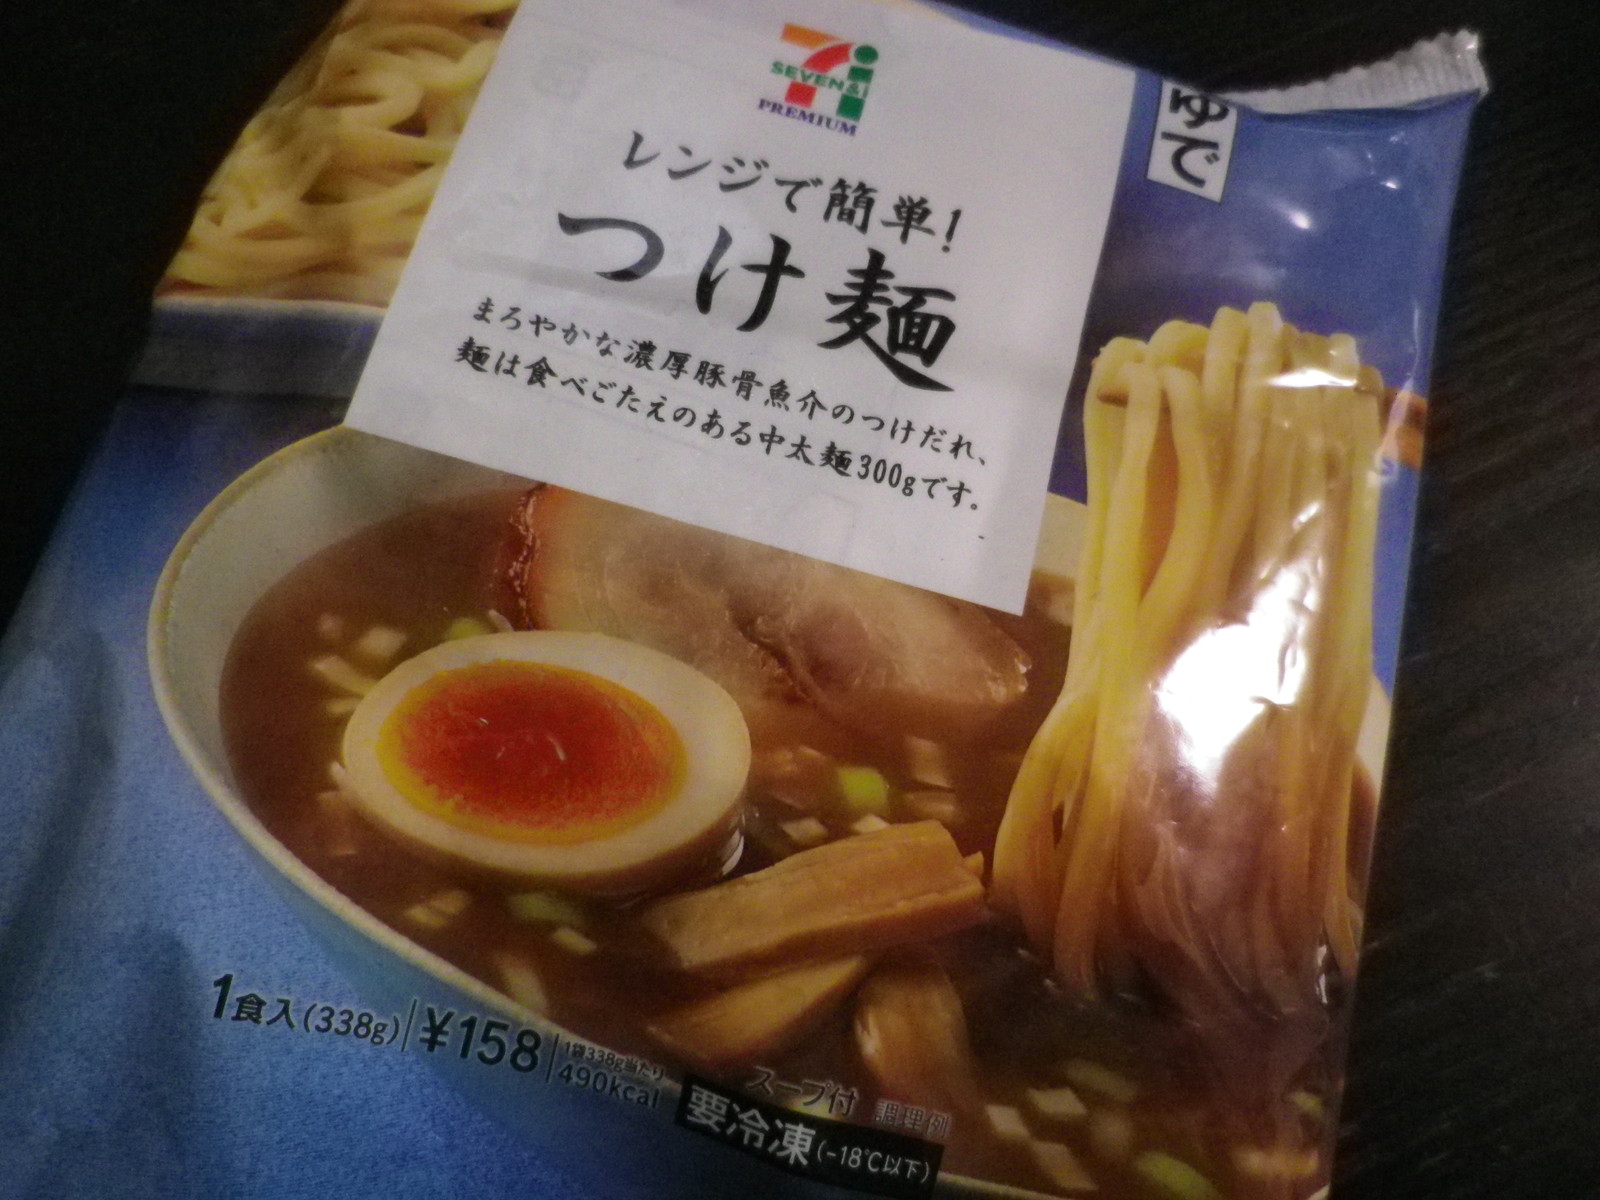 SEVEN&i
PREMIUM
ゆで
レンジで簡単!
つけ麺
まろやかな濃厚豚骨魚介のつけだれ、
麺は食べごたえのある中太麺300gです。
1食入(338g) ¥158 1袋338g当たり 490kcal
スープ付 調理例
要冷凍(-18℃以下)